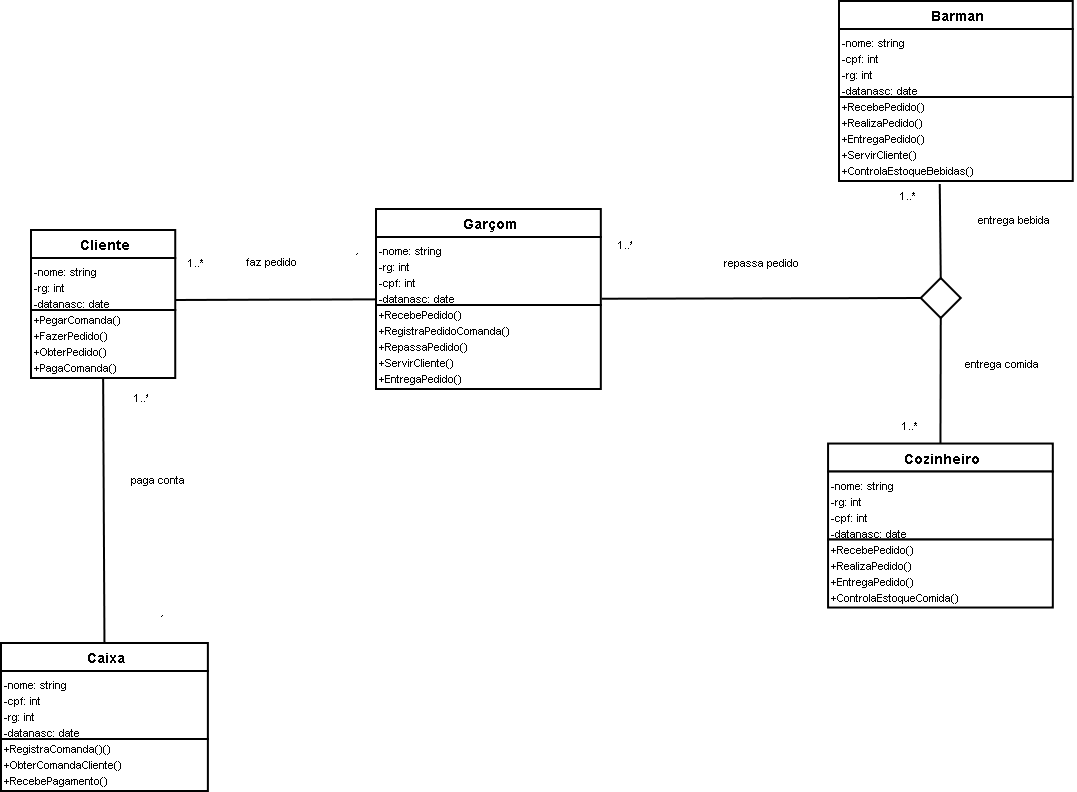 Barman
-nome: string
-cpf: int
-rg: int
-datanasc: date
+RecebePedido()
+RealizaPedido()
+EntregaPedido()
+ServirCliente()
+ControlaEstoqueBebidas()
1..*
entrega bebida
Cliente
-nome: string
-rg: int
-datanasc: date
+PegarComanda()
+FazerPedido()
+ObterPedido()
+PagaComanda()
1..*
faz pedido
Garçom
-nome: string
-rg: int
-cpf: int
-datanasc: date
+RecebePedido()
+RegistraPedidoComanda()
+RepassaPedido()
+ServirCliente()
+EntregaPedido()
1..*
repassa pedido
entrega comida
1..*
Cozinheiro
-nome: string
-rg: int
-cpf: int
-datanasc: date
+RecebePedido()
+RealizaPedido()
+EntregaPedido()
+ControlaEstoqueComida()
1..*
paga conta
Caixa
-nome: string
-cpf: int
-rg: int
-datanasc: date
+RegistraComanda()()
+ObterComandaCliente()
+RecebePagamento()